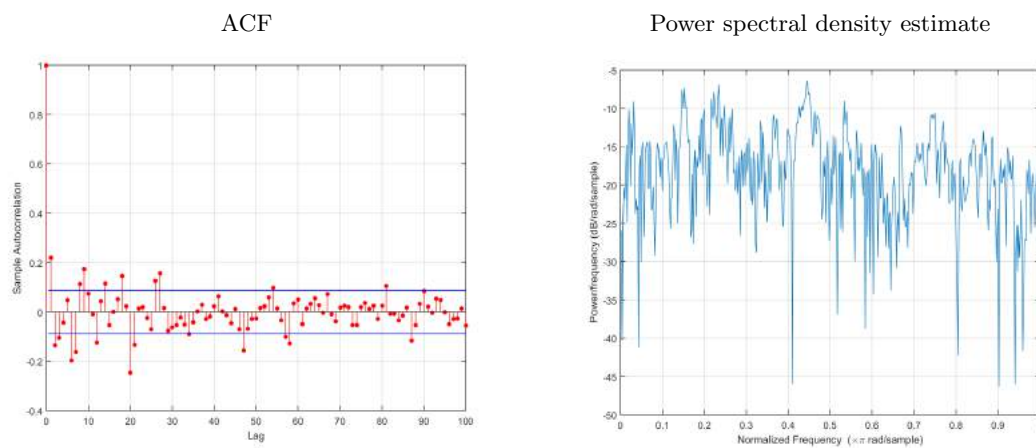 ACF
Power spectral density estimate
1
0.8
0.6
0.4
0.2
0
-0.2
-0.4
0 10 20 30 40 50 60 70 80 90 100
Lag
Sample Autocorrelation
-5
-10
-15
-20
-25
-30
-35
-40
-45
-50
0 0.1 0.2 0.3 0.4 0.5 0.6 0.7 0.8 0.9
Normalized Frequency (×π rad/sample)
Power/frequency (dB/rad/sample)